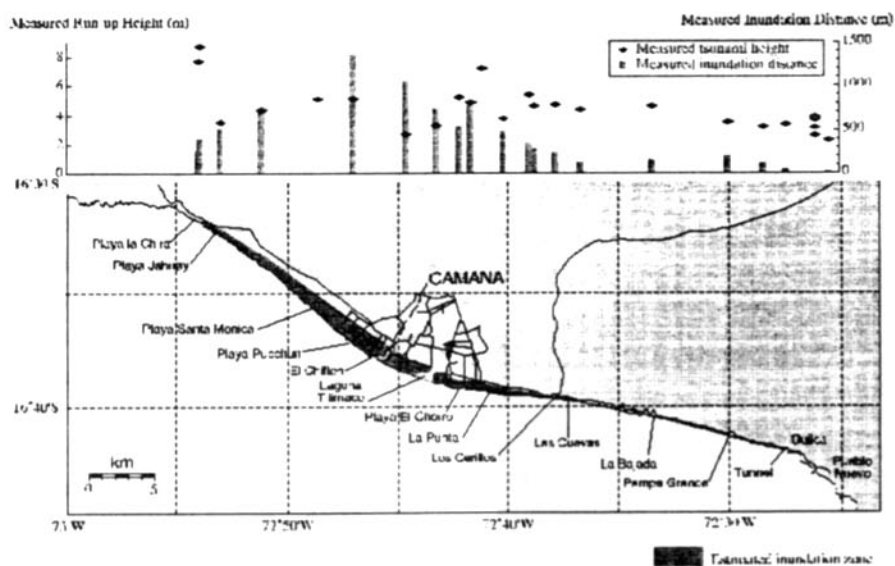 Measured Run up Height (m)
Measured Inundation Distance (m)
Measured tsunami height
Measured inundation distance
8
6
4
2
0
1500
1000
500
0
16°30'S
16°40'S
Playa la Chira
Playa Jahuay
Playa Santa Monica
Playa Pucchun
El Chiflon
Laguna
Tilimaco
CAMANA
Playa El Chorro
La Punta
Los Cerillos
Las Cuevas
La Bajada
Pampa Grande
Tunnel
Quilca
Pueblo
Nuevo
km
0
5
73°W
72°50'W
72°40'W
72°30'W
Estimated inundation zone